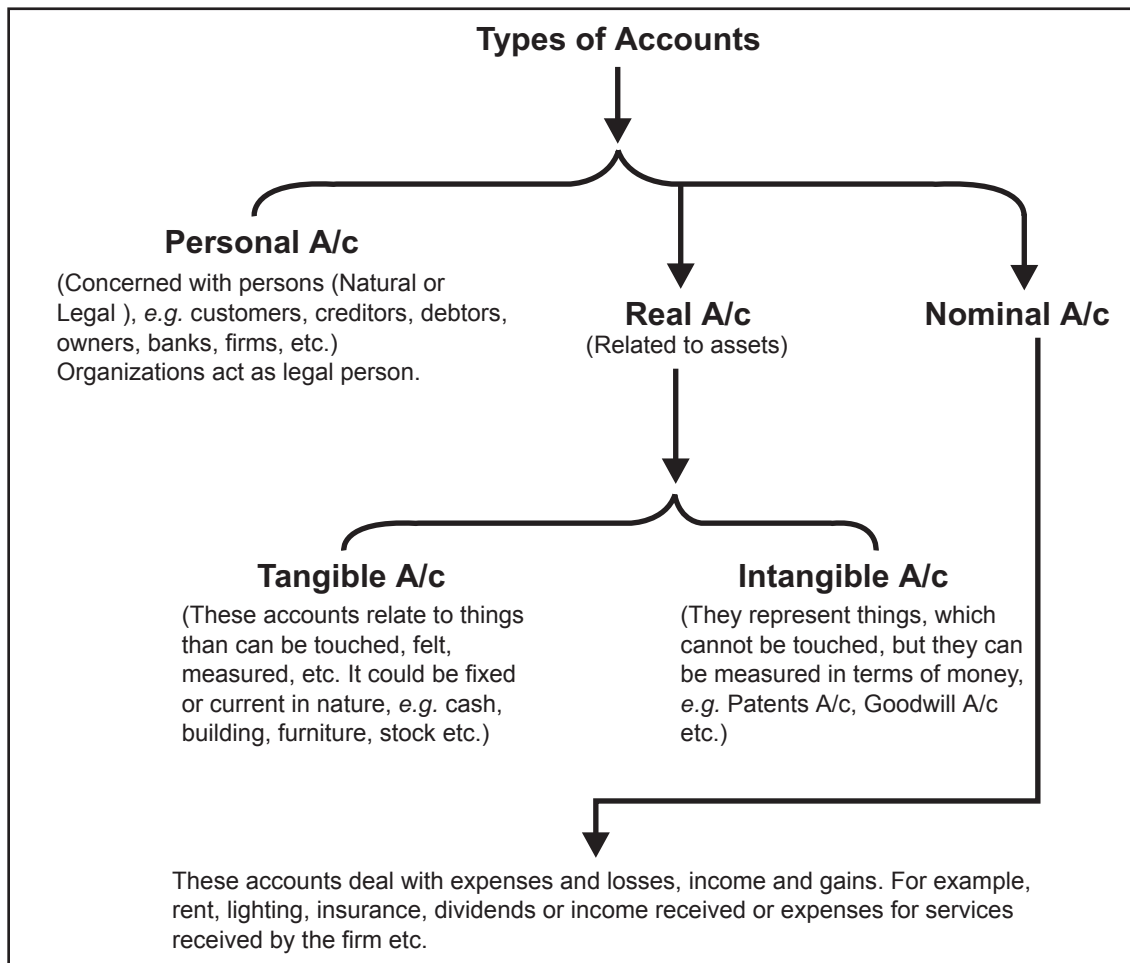 Types of Accounts
Personal A/c
(Concerned with persons (Natural or
Legal ), e.g. customers, creditors, debtors,
owners, banks, firms, etc.)
Organizations act as legal person.
Real A/c
(Related to assets)
Nominal A/c
Tangible A/c
(These accounts relate to things
than can be touched, felt,
measured, etc. It could be fixed
or current in nature, e.g. cash,
building, furniture, stock etc.)
Intangible A/c
(They represent things, which
cannot be touched, but they can
be measured in terms of money,
e.g. Patents A/c, Goodwill A/c
etc.)
These accounts deal with expenses and losses, income and gains. For example,
rent, lighting, insurance, dividends or income received or expenses for services
received by the firm etc.